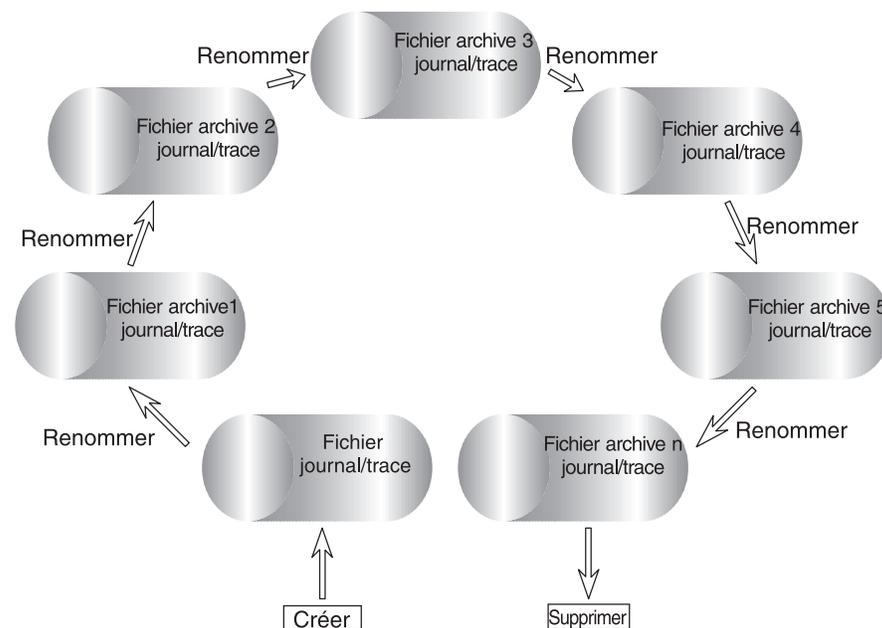 Renommer
Fichier archive 3
journal/trace
Renommer
Fichier archive 2
journal/trace
Fichier archive 4
journal/trace
Renommer
Renommer
Fichier archive1
journal/trace
Fichier archive 5
journal/trace
Renommer
Renommer
Fichier
journal/trace
Fichier archive n
journal/trace
Créer
Supprimer